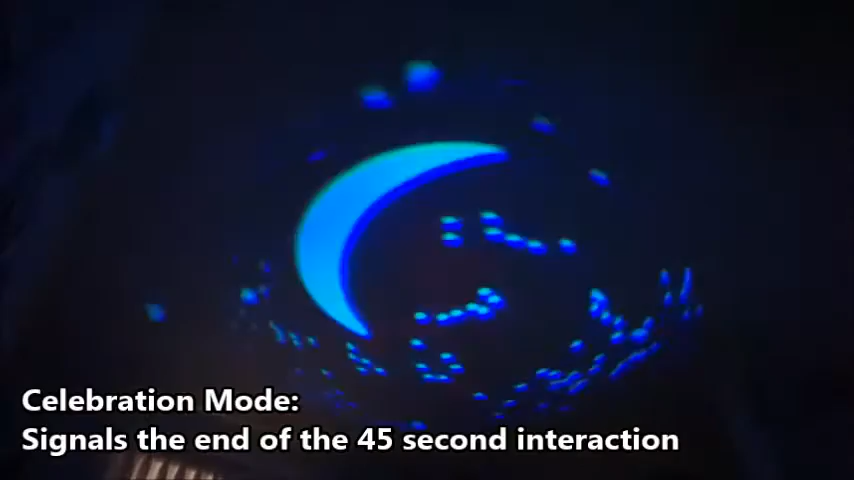 Celebration Mode:
Signals the end of the 45 second interaction